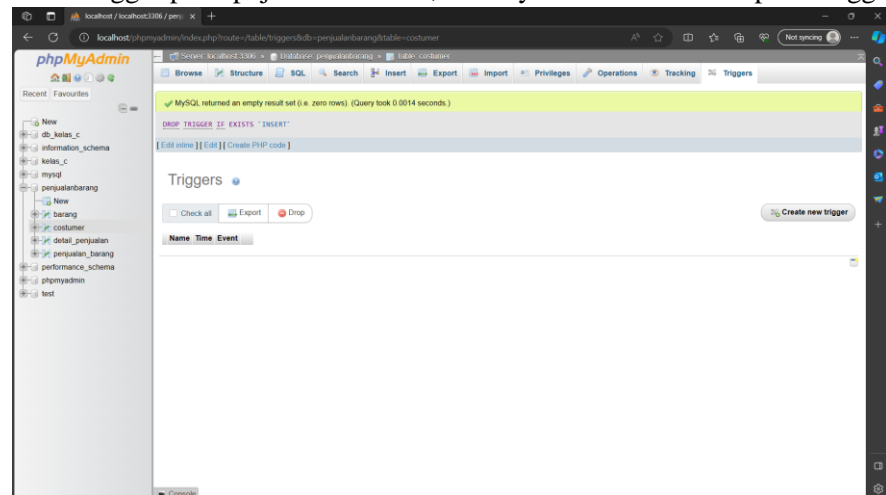 localhost / localhost:3306 / penj
localhost/phpmyadmin/index.php?route=/table/triggers&db=penjualanbarang&table=costumer
Not syncing
phpMyAdmin
Recent Favourites
New
db_kelas_c
information_schema
kelas_c
mysql
penjualanbarang
New
barang
costumer
detail_penjualan
penjualan_barang
performance_schema
phpmyadmin
test
Server: localhost:3306 » Database: penjualanbarang » Table: costumer
Browse Structure SQL Search Insert Export Import Privileges Operations Tracking Triggers
MySQL returned an empty result set (i.e. zero rows). (Query took 0.0014 seconds.)
DROP TRIGGER IF EXISTS `INSERT`
[ Edit inline ] [ Edit ] [ Create PHP code ]
Triggers
Check all Export Drop
Create new trigger
Name Time Event
Console